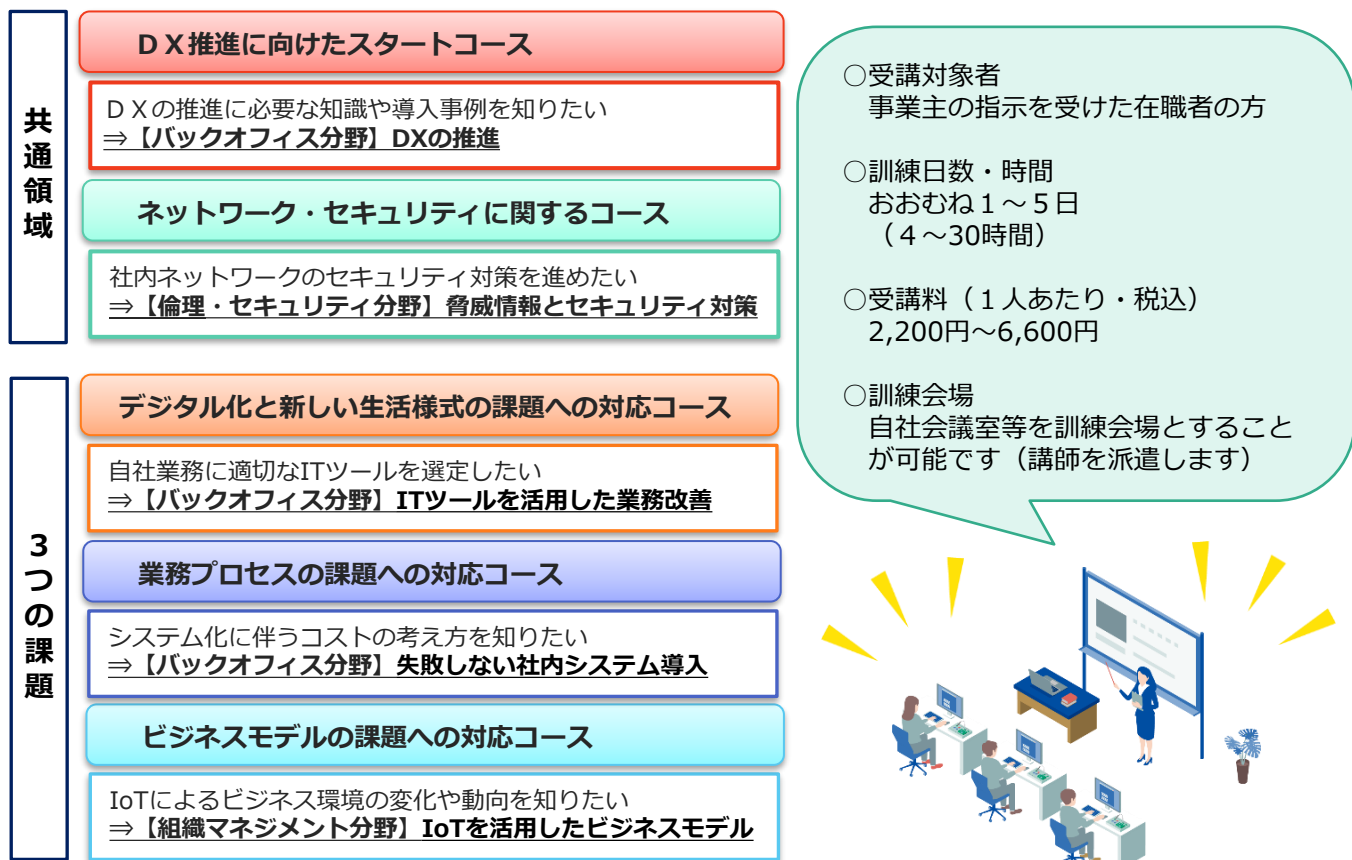 共通領域
ＤＸ推進に向けたスタートコース
ＤＸの推進に必要な知識や導入事例を知りたい
⇒【バックオフィス分野】DXの推進
ネットワーク・セキュリティに関するコース
社内ネットワークのセキュリティ対策を進めたい
⇒【倫理・セキュリティ分野】脅威情報とセキュリティ対策
３つの課題
デジタル化と新しい生活様式の課題への対応コース
自社業務に適切なITツールを選定したい
⇒【バックオフィス分野】ITツールを活用した業務改善
業務プロセスの課題への対応コース
システム化に伴うコストの考え方を知りたい
⇒【バックオフィス分野】失敗しない社内システム導入
ビジネスモデルの課題への対応コース
IoTによるビジネス環境の変化や動向を知りたい
⇒【組織マネジメント分野】IoTを活用したビジネスモデル
○受講対象者
事業主の指示を受けた在職者の方
○訓練日数・時間
おおむね１～５日
（４～30時間）
○受講料（１人あたり・税込）
2,200円～6,600円
○訓練会場
自社会議室等を訓練会場とすること
が可能です（講師を派遣します）